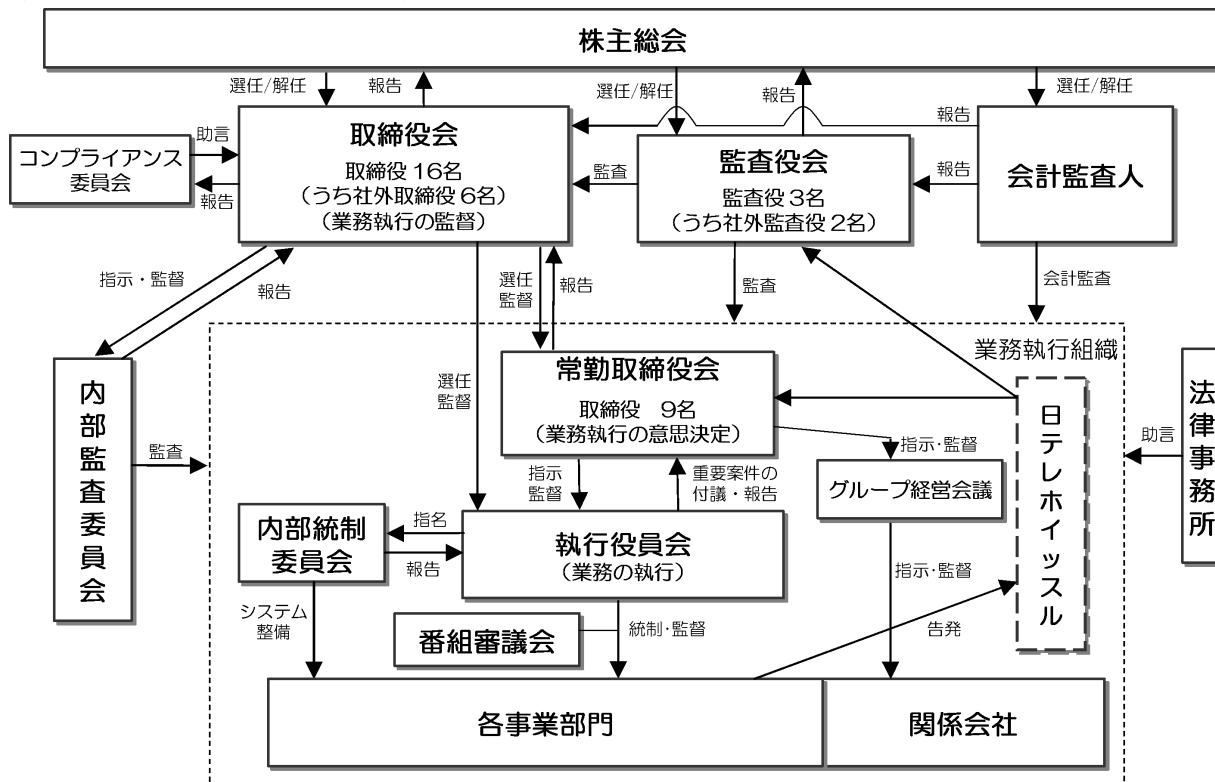 株主総会
選任/解任
報告
選任/解任
報告
選任/解任
報告
取締役会
取締役 16名
(うち社外取締役 6名)
(業務執行の監督)
コンプライアンス
委員会
助言
報告
監査
監査役会
監査役 3名
(うち社外監査役 2名)
報告
会計監査人
指示・監督
報告
選任
監督
報告
監査
会計監査
業務執行組織
内部監査委員会
監査
選任
監督
常勤取締役会
取締役 9名
(業務執行の意思決定)
日テレホイッスル
法律事務所
助言
指示・監督
グループ経営会議
指示
監督
重要案件の
付議・報告
内部統制
委員会
指名
報告
執行役員会
(業務の執行)
指示・監督
システム
整備
番組審議会
統制・監督
告発
各事業部門
関係会社